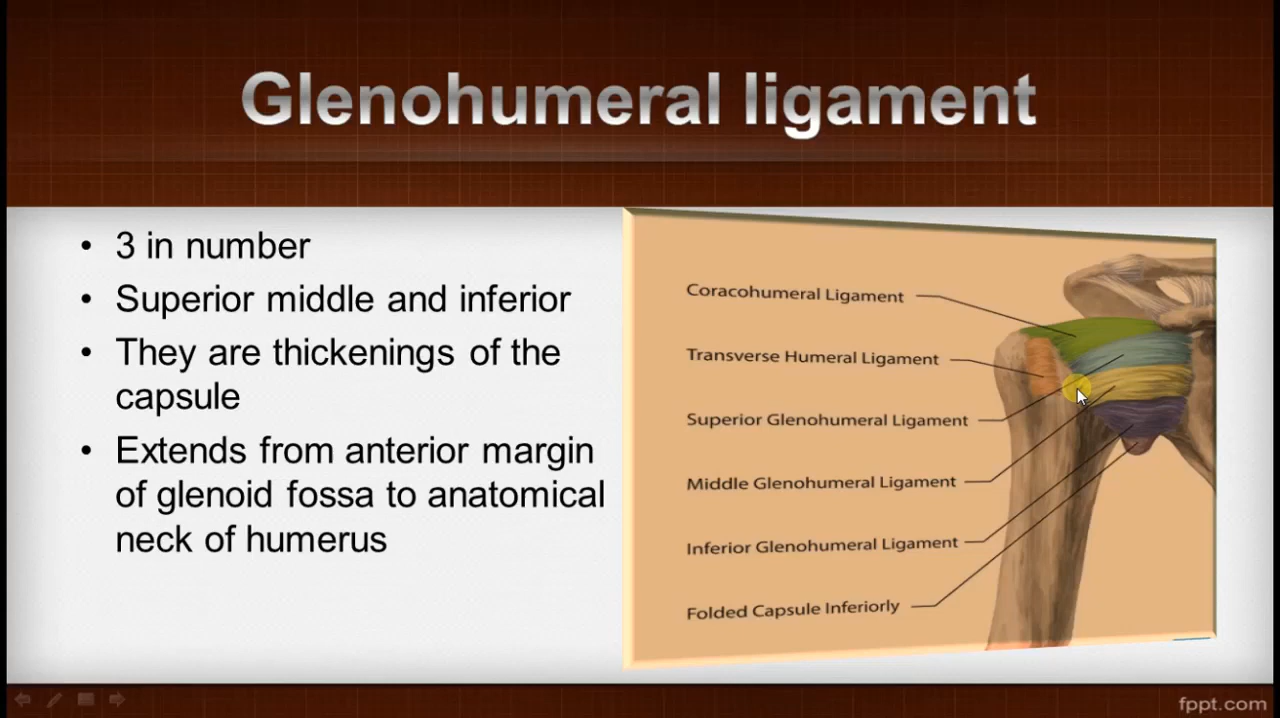 Glenohumeral ligament
• 3 in number
• Superior middle and inferior
• They are thickenings of the
capsule
• Extends from anterior margin
of glenoid fossa to anatomical
neck of humerus
Coracohumeral Ligament
Transverse Humeral Ligament
Superior Glenohumeral Ligament
Middle Glenohumeral Ligament
Inferior Glenohumeral Ligament
Folded Capsule Inferiorly
fppt.com